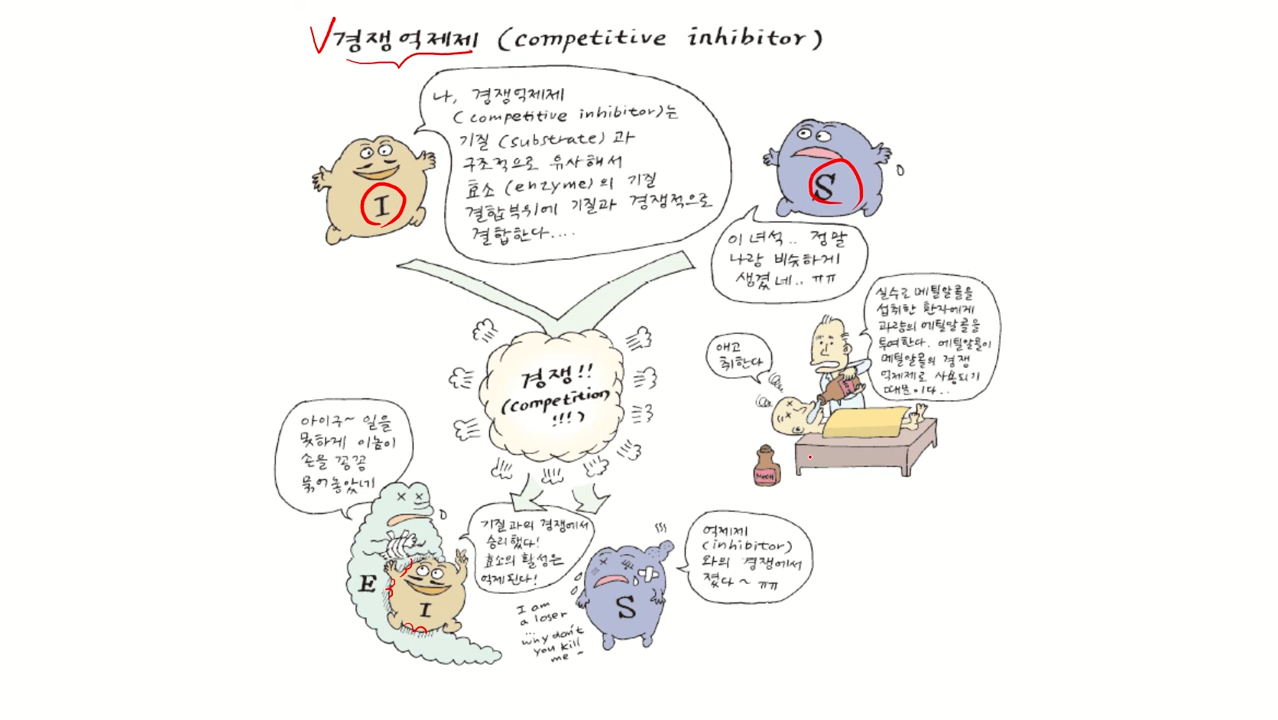 경쟁억제제 (competitive inhibitor)
나, 경쟁억제제
(competitive inhibitor)는
기질 (substrate) 과
구조적으로 유사해서
효소 (enzyme) 의 기질
결합부위에 기질과 경쟁적으로
결합한다....
I
S
이 녀석.. 정말
나랑 비슷하게
생겼네.. ㅠㅠ
경쟁!!
(competition
!!!)
애고
취한다
실수로 메틸알콜을
섭취한 환자에게
과량의 에틸알콜을
투여한다. 에틸알콜이
메틸알콜의 경쟁
억제제로 사용되기
때문이다..
MeOH
아이구~ 일을
못하게 이놈이
손을 꽁꽁
묶어놓았네
E
I
기질과의 경쟁에서
승리했다!
효소의 활성은
억제된다!
I am
a loser
...
why don't
you kill
me~
S
억제제
(inhibitor)
와의 경쟁에서
졌다~ ㅠㅠ